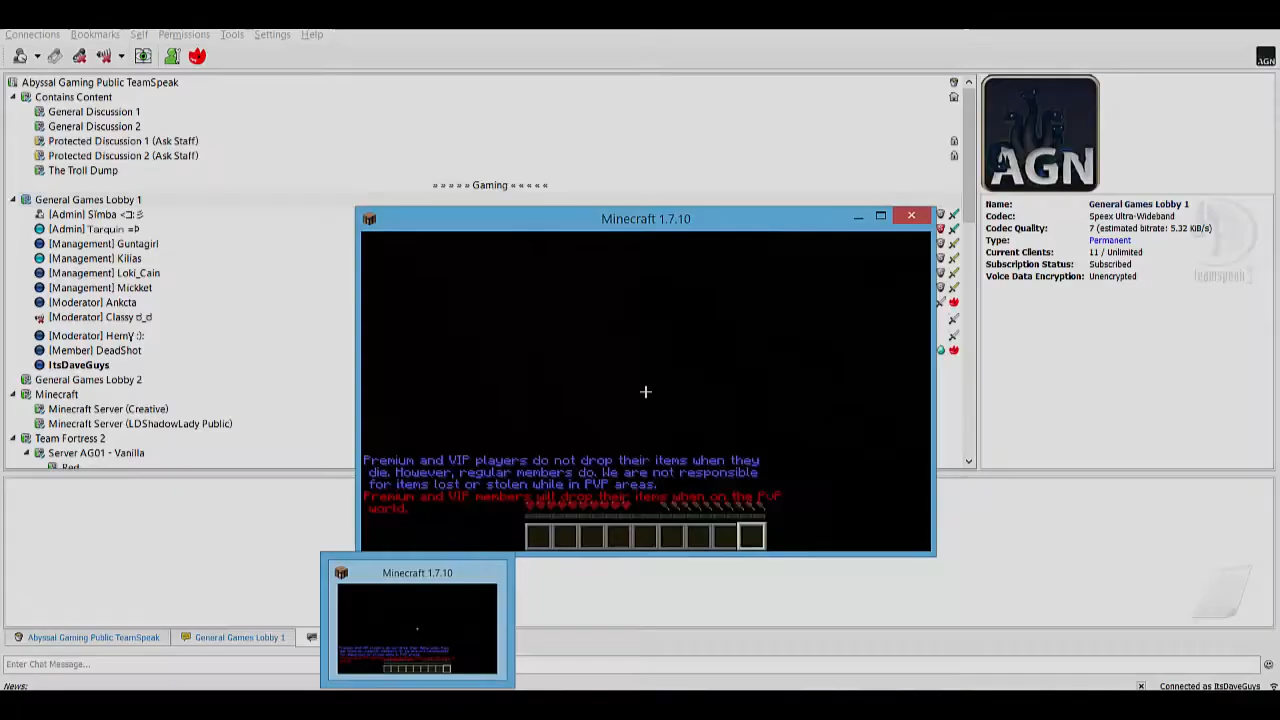 Connections Bookmarks Self Permissions Tools Settings Help
AGN
Abyssal Gaming Public TeamSpeak
Contains Content
General Discussion 1
General Discussion 2
Protected Discussion 1 (Ask Staff)
Protected Discussion 2 (Ask Staff)
The Troll Dump
» » » » » Gaming « « « « «
General Games Lobby 1
[Admin] Simba
[Admin] Tarquin =D
[Management] Guntagirl
[Management] Kilias
[Management] Loki_Cain
[Management] Mickket
[Moderator] Ankcta
[Moderator] Classy ಠ_ಠ
[Moderator]
[Member] DeadShot
ItsDaveGuys
General Games Lobby 2
Minecraft
Minecraft Server (Creative)
Minecraft Server (LDShadowLady Public)
Team Fortress 2
Server AG01 - Vanilla
Red
AGN
Name: General Games Lobby 1
Codec: Speex Ultra-Wideband
Codec Quality: 7 (estimated bitrate: 5.32 KiB/s)
Type: Permanent
Current Clients: 11 / Unlimited
Subscription Status: Subscribed
Voice Data Encryption: Unencrypted
teamspeak3
Minecraft 1.7.10
Premium and VIP players do not drop their items when they
die. However, regular members do. We are not responsible
for items lost or stolen while in PVP areas.
Premium and VIP members will drop their items when on the PvP
world.
Minecraft 1.7.10
Abyssal Gaming Public TeamSpeak General Games Lobby 1
Enter Chat Message...
News: Connected as ItsDaveGuys